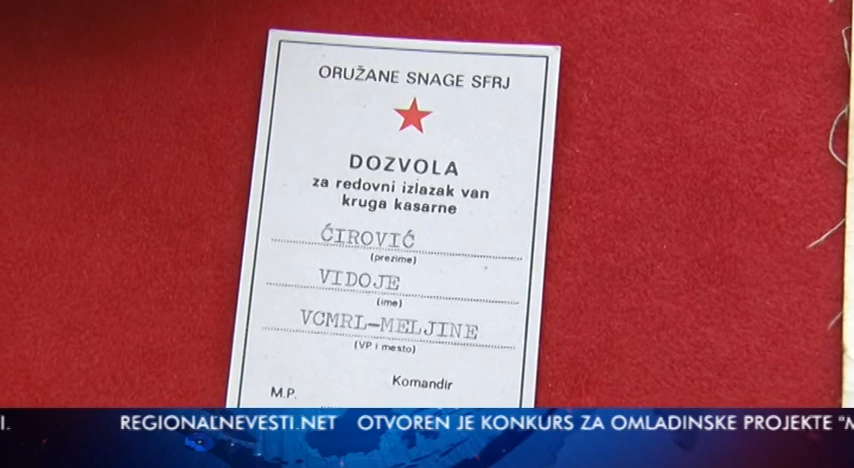 ORUŽANE SNAGE SFRJ
DOZVOLA
za redovni izlazak van
kruga kasarne
ĆIROVIĆ
(prezime)
VIDOJE
(ime)
VCMRL-MELJINE
(VP i mesto)
Komandir
M.P.
REGIONALNEVESTI.NET OTVOREN JE KONKURS ZA OMLADINSKE PROJEKTE